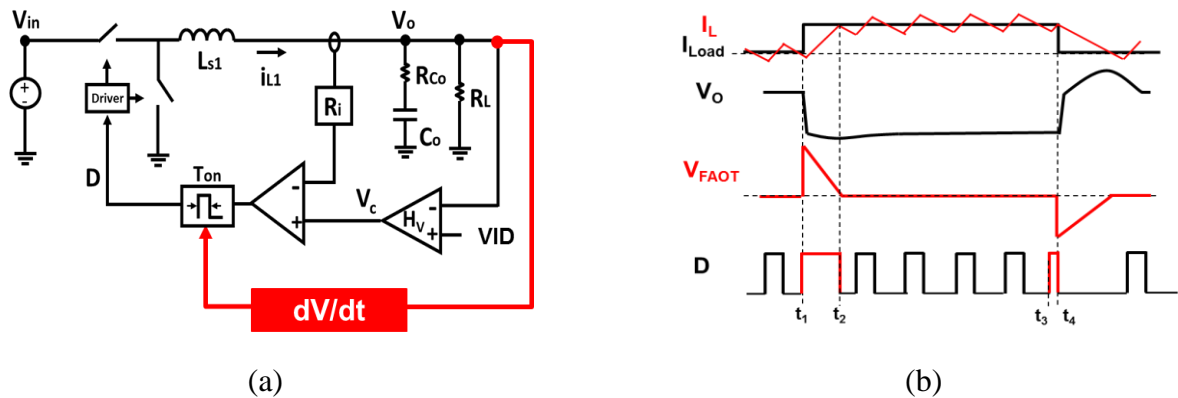 Vin
Vo
Ls1
iL1
RCo
RL
Driver
Ri
Co
D
Ton
-
+
Vc
HV
-
+
VID
dV/dt
(a)
IL
ILoad
VO
VFAOT
D
t1
t2
t3
t4
(b)